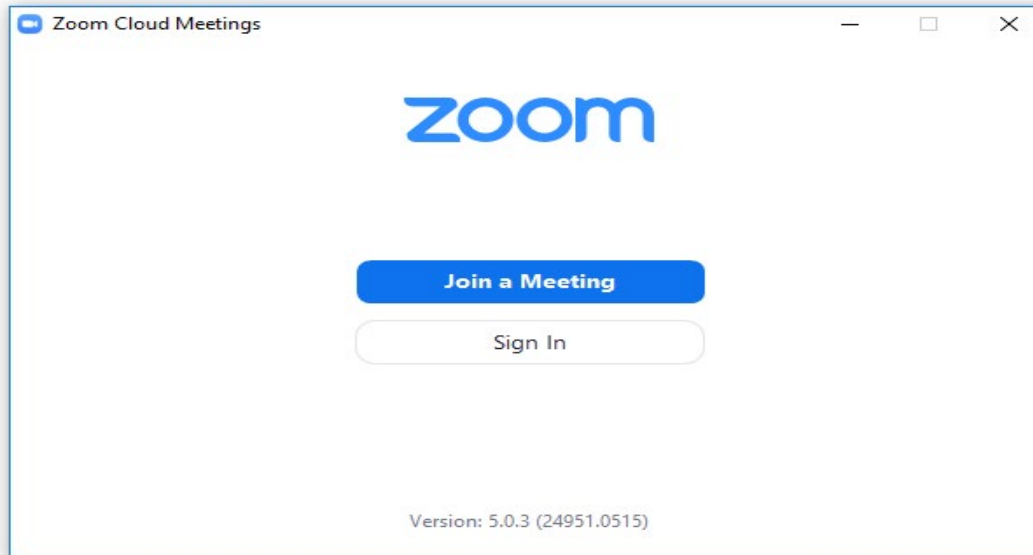 Zoom Cloud Meetings
zoom
Join a Meeting
Sign In
Version: 5.0.3 (24951.0515)